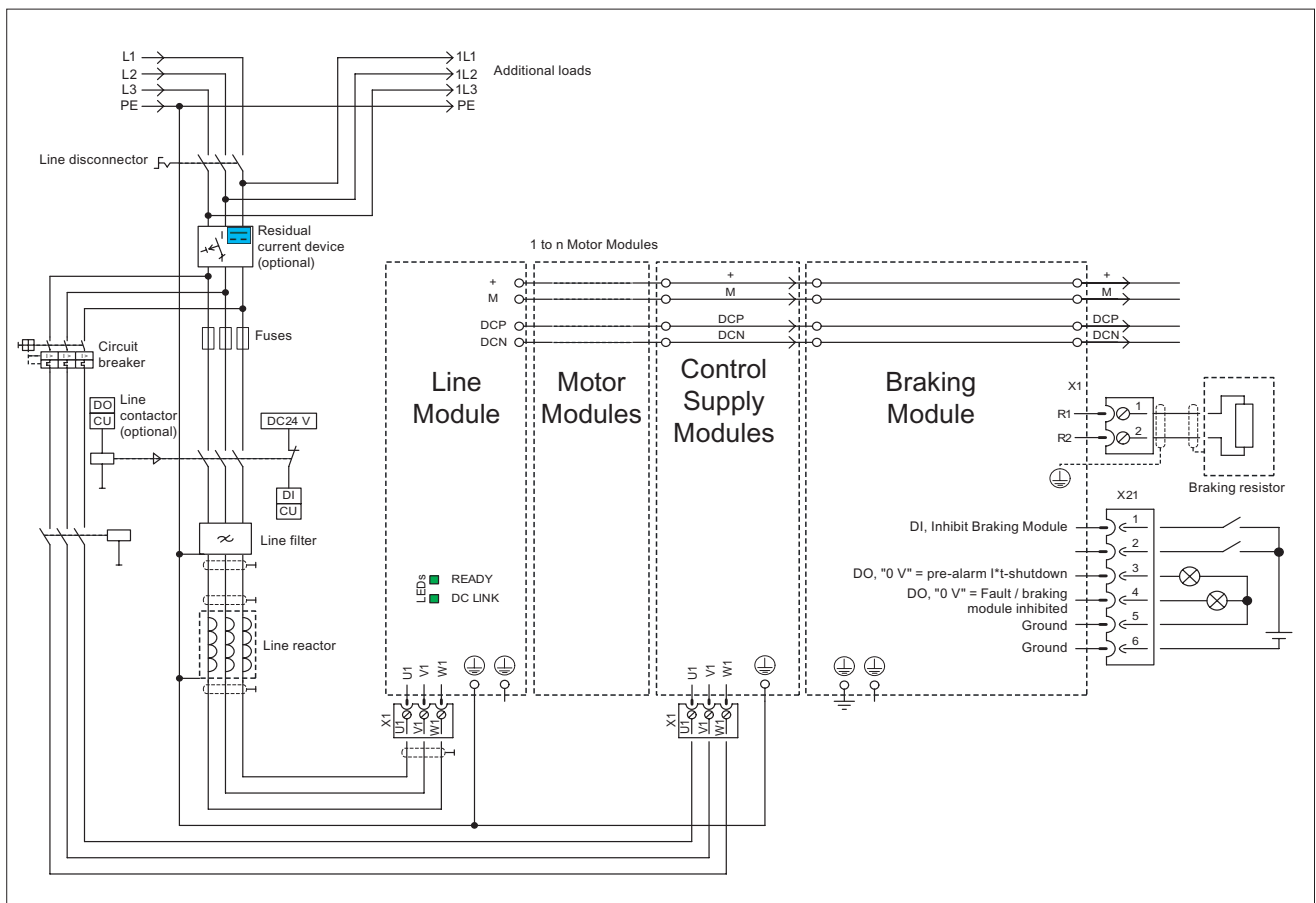 L1
L2
L3
PE
1L1
1L2
1L3
PE
Additional loads
Line disconnector
Residual
current device
(optional)
Fuses
Circuit
breaker
I>
I>
I>
DO
CU
Line
contactor
(optional)
DC24 V
DI
CU
Line filter
Line reactor
1 to n Motor Modules
+
M
DCP
DCN
Line
Module
LEDs
READY
DC LINK
U1
V1
W1
X1
U1
V1
W1
Motor
Modules
+
M
DCP
DCN
Control
Supply
Modules
U1
V1
W1
X1
U1
V1
W1
Braking
Module
+
M
DCP
DCN
X1
R1
1
R2
2
Braking resistor
X21
DI, Inhibit Braking Module
1
2
DO, "0 V" = pre-alarm I*t-shutdown
3
DO, "0 V" = Fault / braking
module inhibited
4
Ground
5
Ground
6